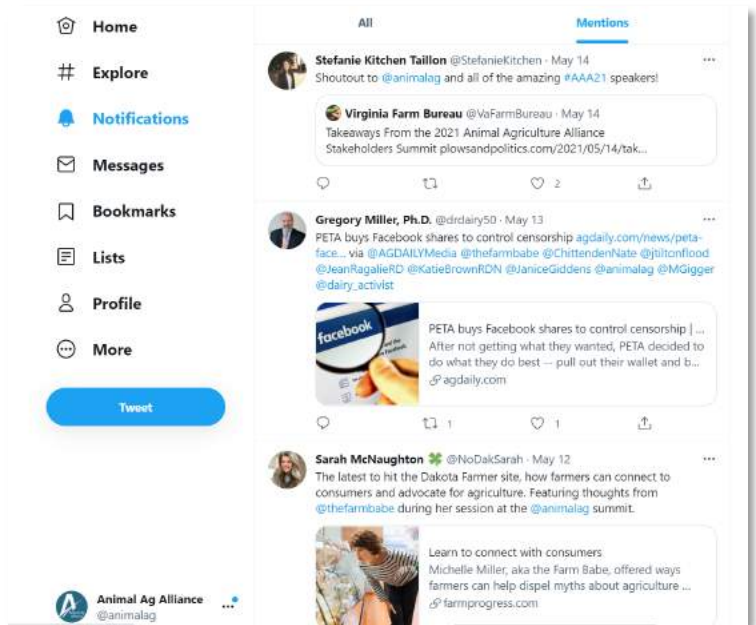 Home
Explore
Notifications
Messages
Bookmarks
Lists
Profile
More
Tweet
Animal Ag Alliance
@animalag
All
Mentions
Stefanie Kitchen Taillon @StefanieKitchen · May 14
Shoutout to @animalag and all of the amazing #AAA21 speakers!
Virginia Farm Bureau @VaFarmBureau · May 14
Takeaways From the 2021 Animal Agriculture Alliance
Stakeholders Summit plowsandpolitics.com/2021/05/14/tak...
2
Gregory Miller, Ph.D. @drdairy50 · May 13
PETA buys Facebook shares to control censorship agdaily.com/news/peta-
face... via @AGDAILYMedia @thefarmbabe @ChittendenNate @jtiltonflood
@JeanRagalieRD @KatieBrownRDN @JaniceGiddens @animalag @MGigger
@dairy_activist
facebook
PETA buys Facebook shares to control censorship | ...
After not getting what they wanted, PETA decided to
do what they do best — pull out their wallet and b...
agdaily.com
1
1
Sarah McNaughton @NoDakSarah · May 12
The latest to hit the Dakota Farmer site, how farmers can connect to
consumers and advocate for agriculture. Featuring thoughts from
@thefarmbabe during her session at the @animalag summit.
Learn to connect with consumers
Michelle Miller, aka the Farm Babe, offered ways
farmers can help dispel myths about agriculture ...
farmprogress.com